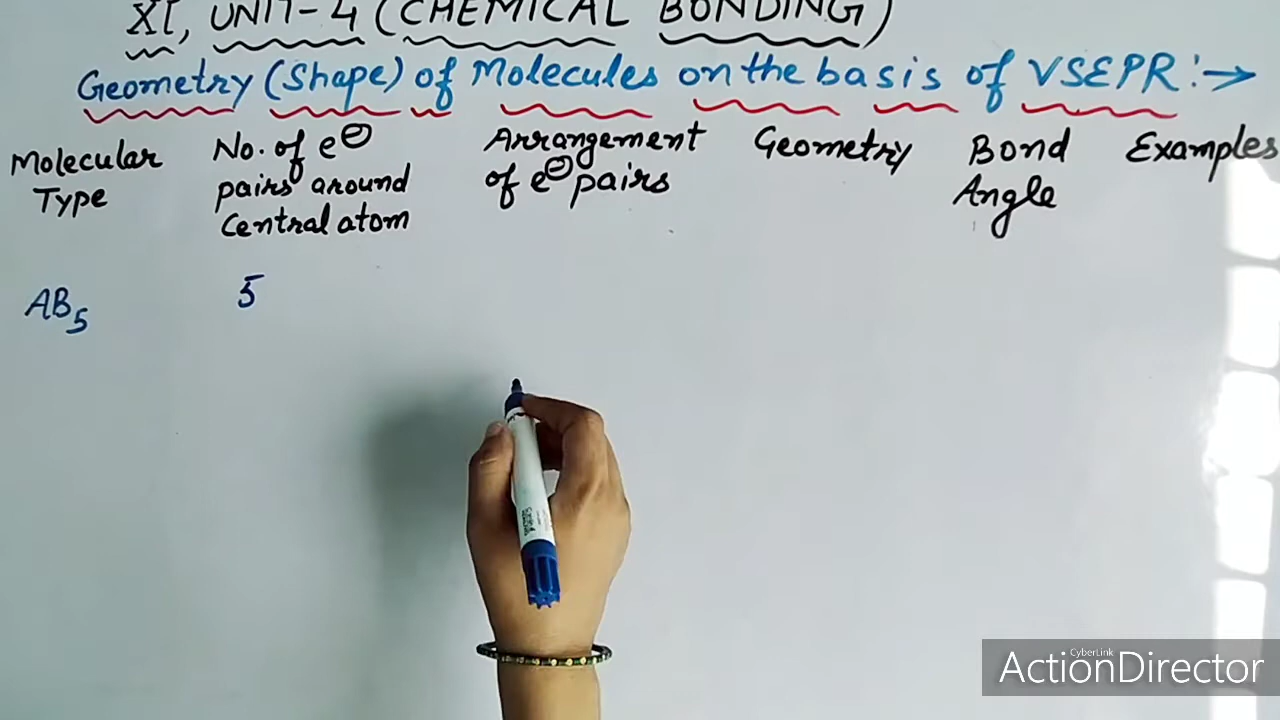 XI, UNIT-4 (CHEMICAL BONDING)
Geometry (Shape) of Molecules on the basis of VSEPR:→
Molecular Type
No. of e⊖ pairs around Central atom
Arrangement of e⊖ pairs
Geometry
Bond Angle
Examples
AB5
5
CyberLink
ActionDirector